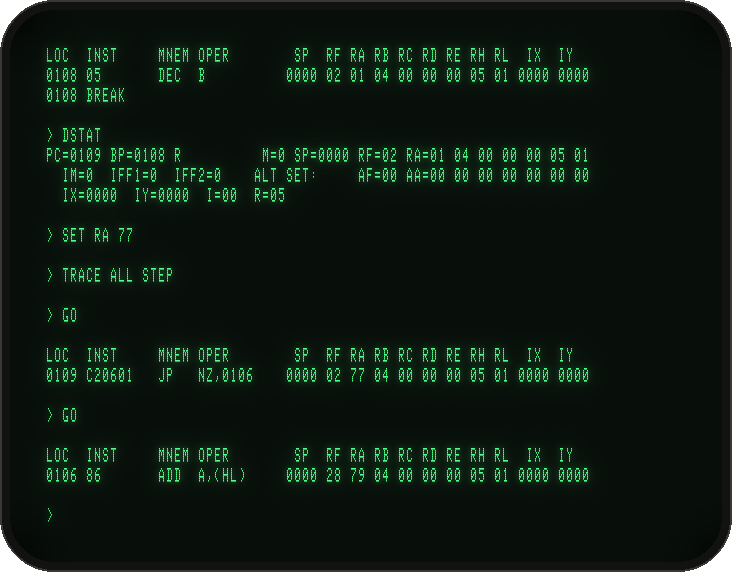 LOC  INST     MNEM OPER        SP  RF RA RB RC RD RE RH RL  IX  IY
0108 05       DEC  B          0000 02 01 04 00 00 00 05 01 0000 0000
0108 BREAK
> DSTAT
PC=0109 BP=0108 R          M=0 SP=0000 RF=02 RA=01 04 00 00 00 05 01
  IM=0  IFF1=0  IFF2=0    ALT SET:     AF=00 AA=00 00 00 00 00 00 00
  IX=0000  IY=0000  I=00  R=05
> SET RA 77
> TRACE ALL STEP
> GO
LOC  INST     MNEM OPER        SP  RF RA RB RC RD RE RH RL  IX  IY
0109 C20601   JP   NZ,0106    0000 02 77 04 00 00 00 05 01 0000 0000
> GO
LOC  INST     MNEM OPER        SP  RF RA RB RC RD RE RH RL  IX  IY
0106 86       ADD  A,(HL)     0000 28 79 04 00 00 00 05 01 0000 0000
>